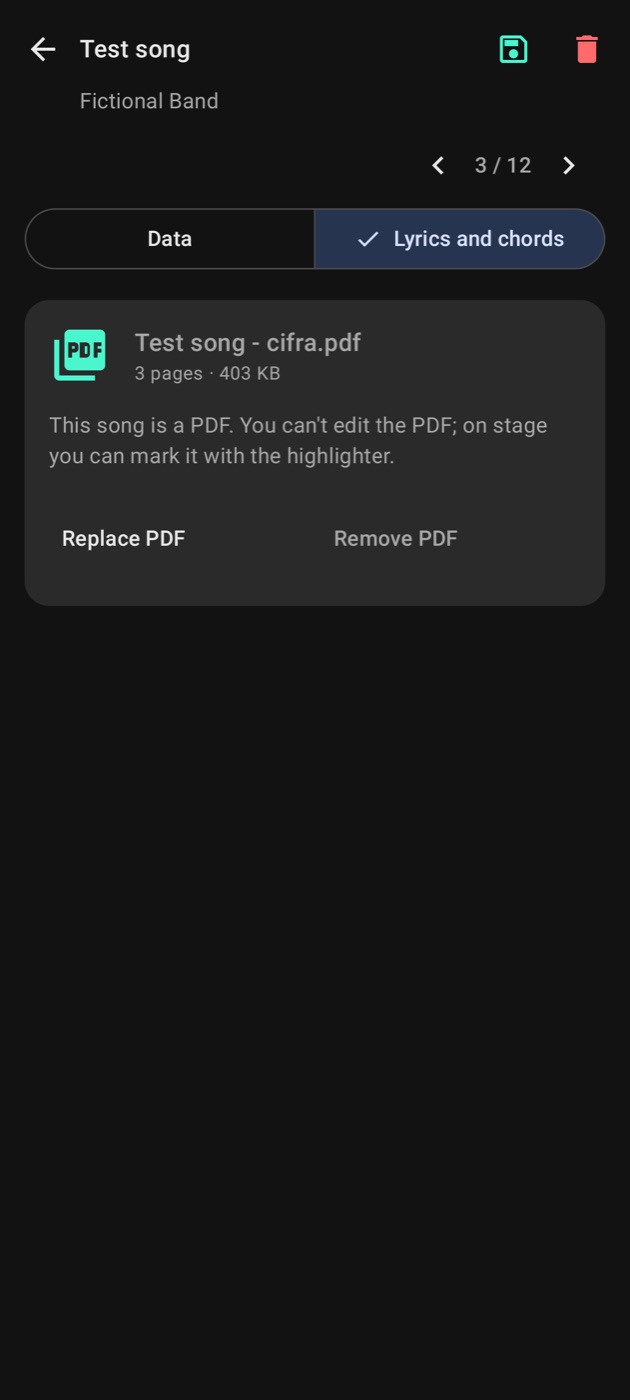 Test song
Fictional Band
3 / 12
Data
Lyrics and chords
PDF
Test song - cifra.pdf
3 pages · 403 KB
This song is a PDF. You can't edit the PDF; on stage
you can mark it with the highlighter.
Replace PDF
Remove PDF